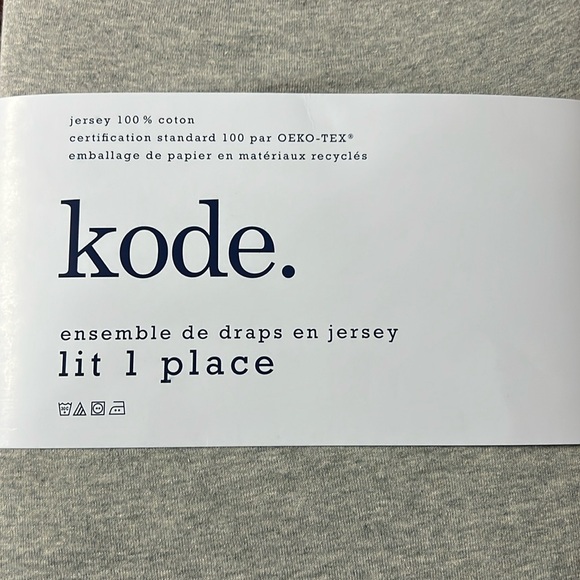 jersey 100 % coton
certification standard 100 par OEKO-TEX®
emballage de papier en matériaux recyclés
kode.
ensemble de draps en jersey
lit 1 place